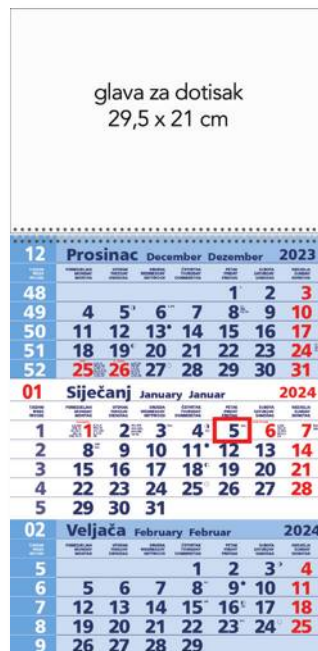 glava za dotisak
29,5 x 21 cm
12 Prosinac December Dezember 2023
48 1 2 3
49 4 5 6 7 8 9 10
50 11 12 13 14 15 16 17
51 18 19 20 21 22 23 24
52 25 26 27 28 29 30 31
01 Siječanj January Januar 2024
1 1 2 3 4 5 6 7
2 8 9 10 11 12 13 14
3 15 16 17 18 19 20 21
4 22 23 24 25 26 27 28
5 29 30 31
02 Veljača February Februar 2024
5 1 2 3 4
6 5 6 7 8 9 10 11
7 12 13 14 15 16 17 18
8 19 20 21 22 23 24 25
9 26 27 28 29